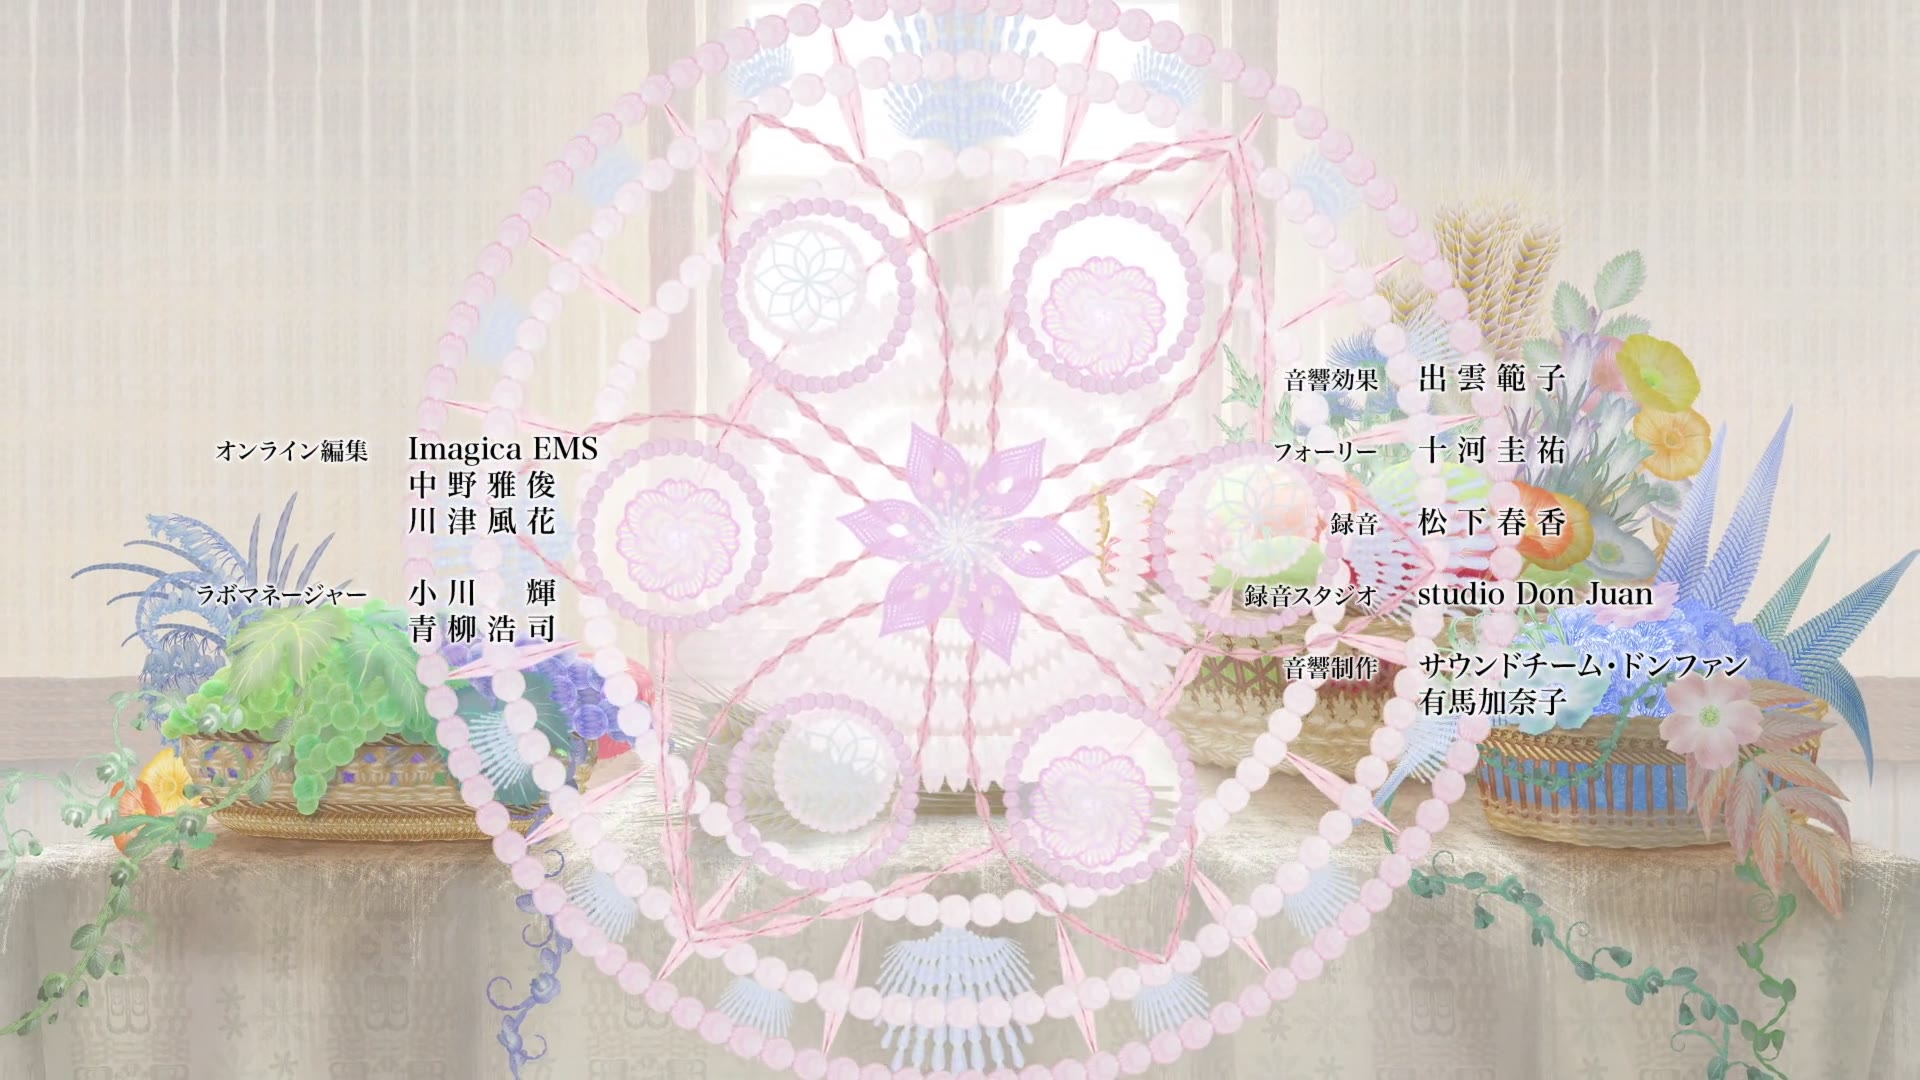 オンライン編集 Imagica EMS
中野雅俊
川津風花
ラボマネージャー 小川 輝
青柳浩司
音響効果 出雲範子
フォーリー 十河圭祐
録音 松下春香
録音スタジオ studio Don Juan
音響制作 サウンドチーム・ドンファン
有馬加奈子